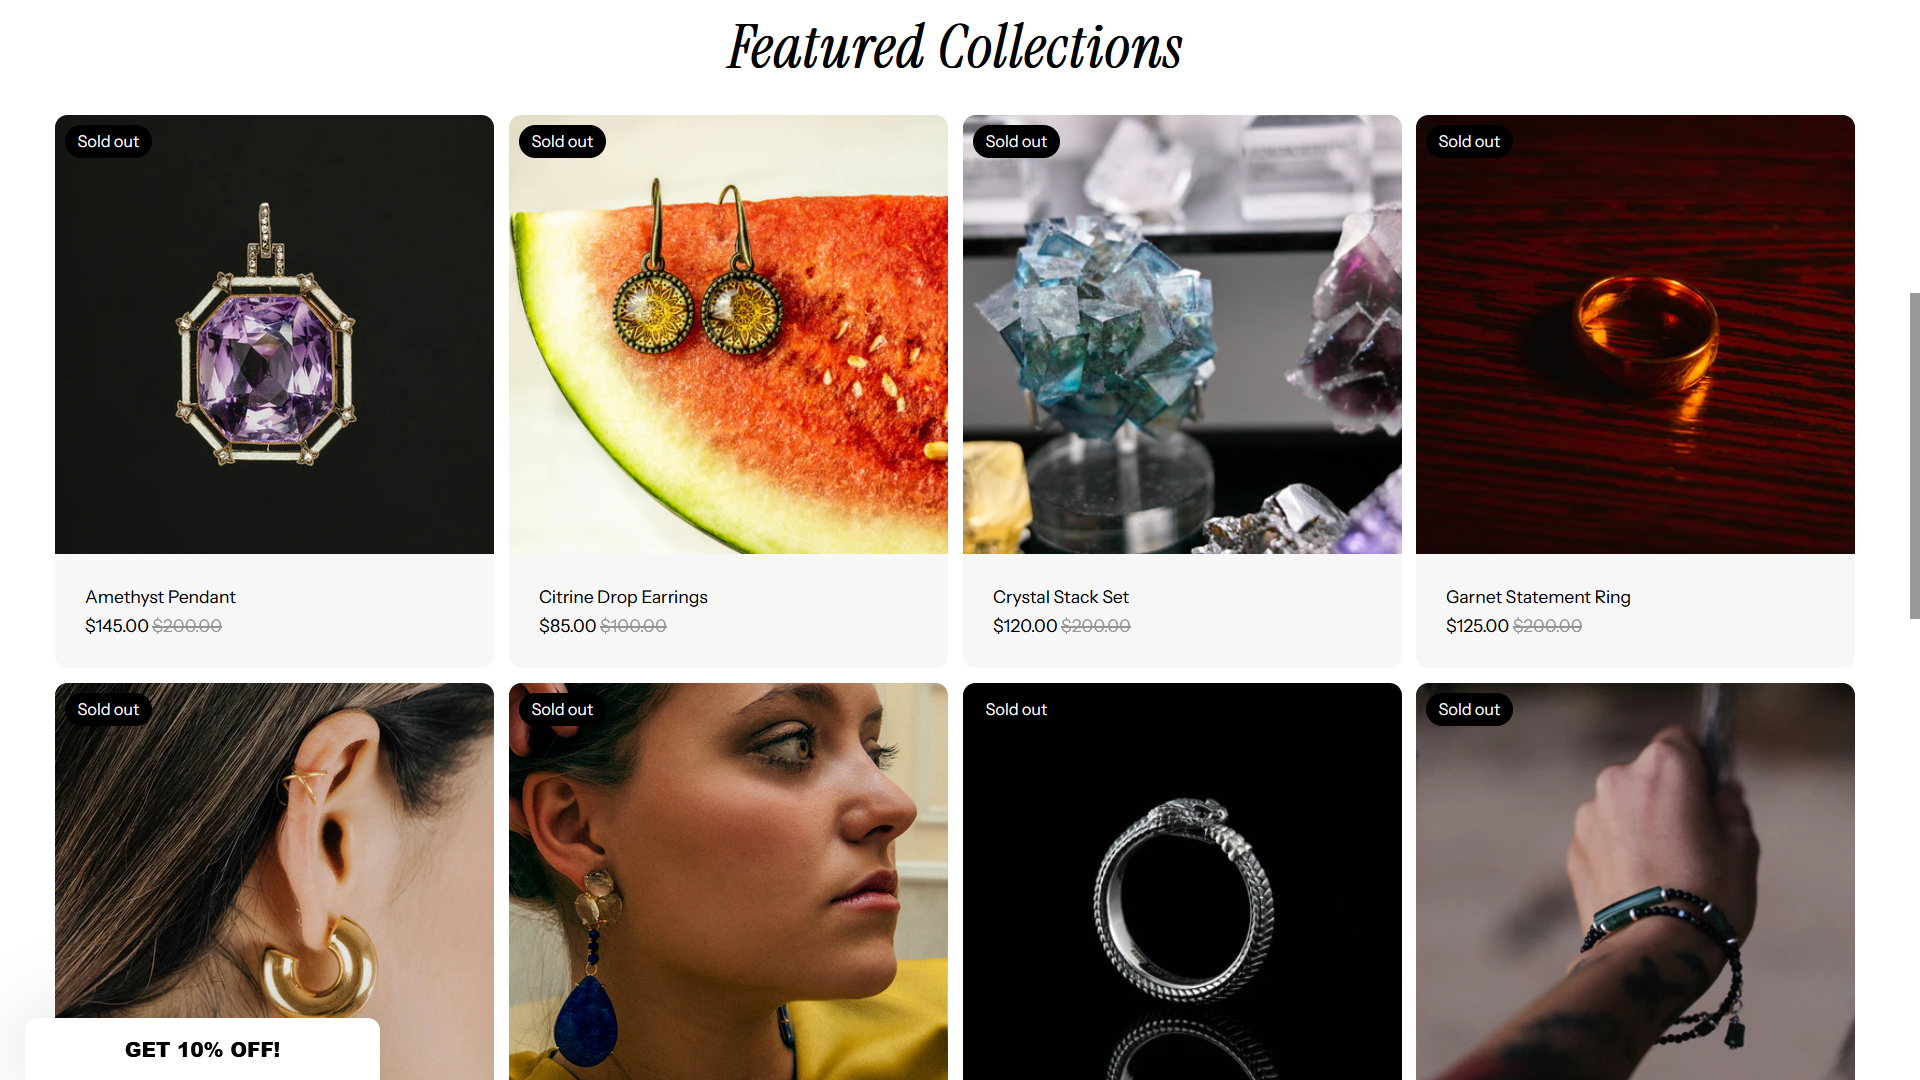 Featured Collections
Sold out
Sold out
Sold out
Sold out
Amethyst Pendant
$145.00 $200.00
Citrine Drop Earrings
$85.00 $100.00
Crystal Stack Set
$120.00 $200.00
Garnet Statement Ring
$125.00 $200.00
Sold out
Sold out
Sold out
Sold out
GET 10% OFF!